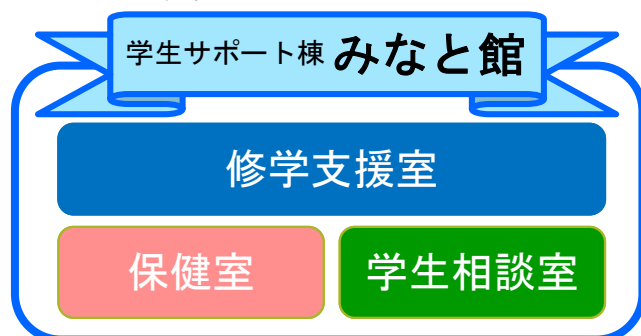 学生サポート棟 みなと館
修学支援室
保健室 学生相談室